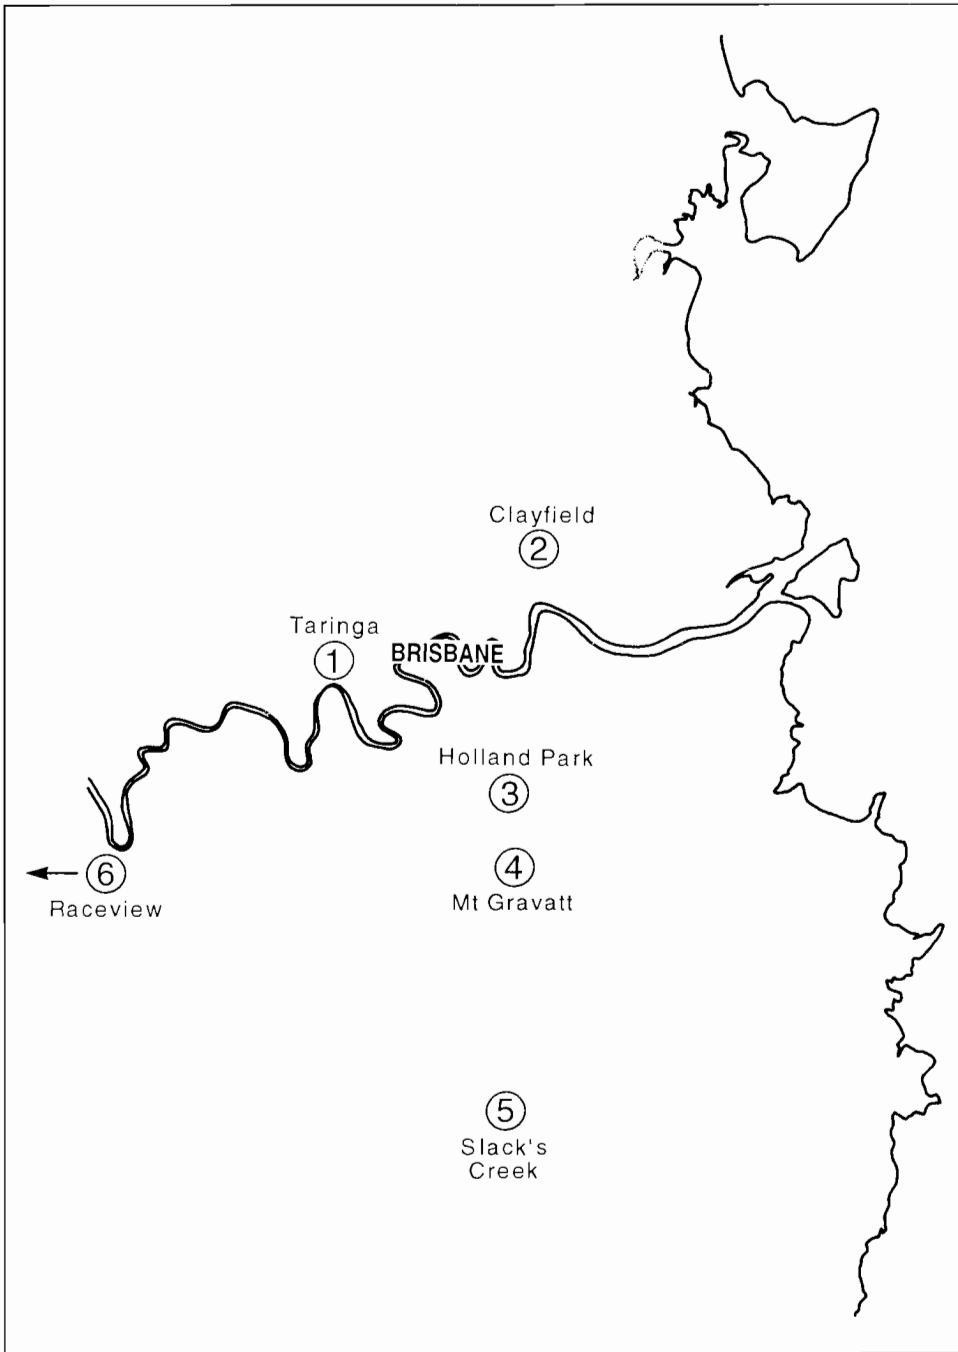 Clayfield
2
Taringa
1
BRISBANE
Holland Park
3
4
Mt Gravatt
6
Raceview
5
Slack's
Creek